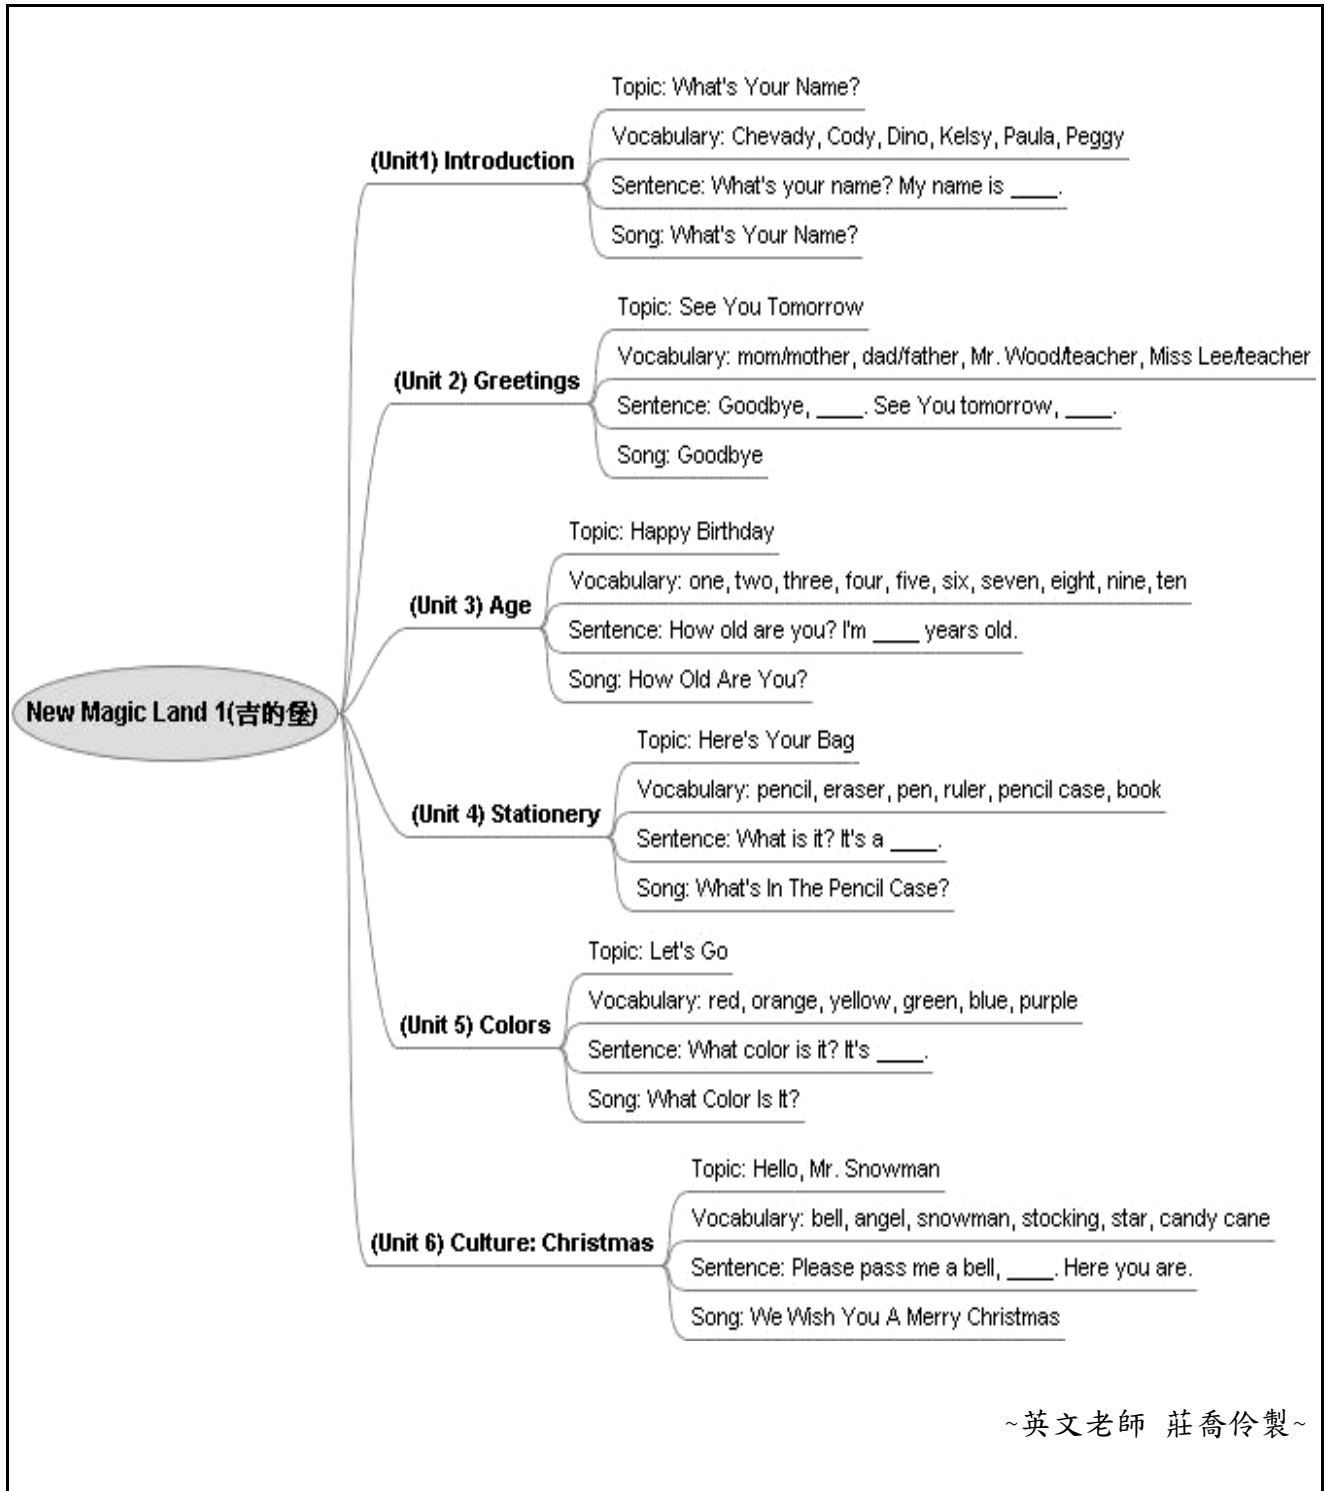 Topic: What's Your Name?
Vocabulary: Chevady, Cody, Dino, Kelsy, Paula, Peggy
(Unit1) Introduction
Sentence: What's your name? My name is ____.
Song: What's Your Name?
Topic: See You Tomorrow
Vocabulary: mom/mother, dad/father, Mr. Wood/teacher, Miss Lee/teacher
(Unit 2) Greetings
Sentence: Goodbye, ____. See You tomorrow, ____.
Song: Goodbye
Topic: Happy Birthday
Vocabulary: one, two, three, four, five, six, seven, eight, nine, ten
(Unit 3) Age
Sentence: How old are you? I'm ____ years old.
Song: How Old Are You?
New Magic Land 1(吉的堡)
Topic: Here's Your Bag
Vocabulary: pencil, eraser, pen, ruler, pencil case, book
(Unit 4) Stationery
Sentence: What is it? It's a ____.
Song: What's In The Pencil Case?
Topic: Let's Go
Vocabulary: red, orange, yellow, green, blue, purple
(Unit 5) Colors
Sentence: What color is it? It's ____.
Song: What Color Is It?
Topic: Hello, Mr. Snowman
Vocabulary: bell, angel, snowman, stocking, star, candy cane
(Unit 6) Culture: Christmas
Sentence: Please pass me a bell, ____. Here you are.
Song: We Wish You A Merry Christmas
~英文老師 莊喬伶製~